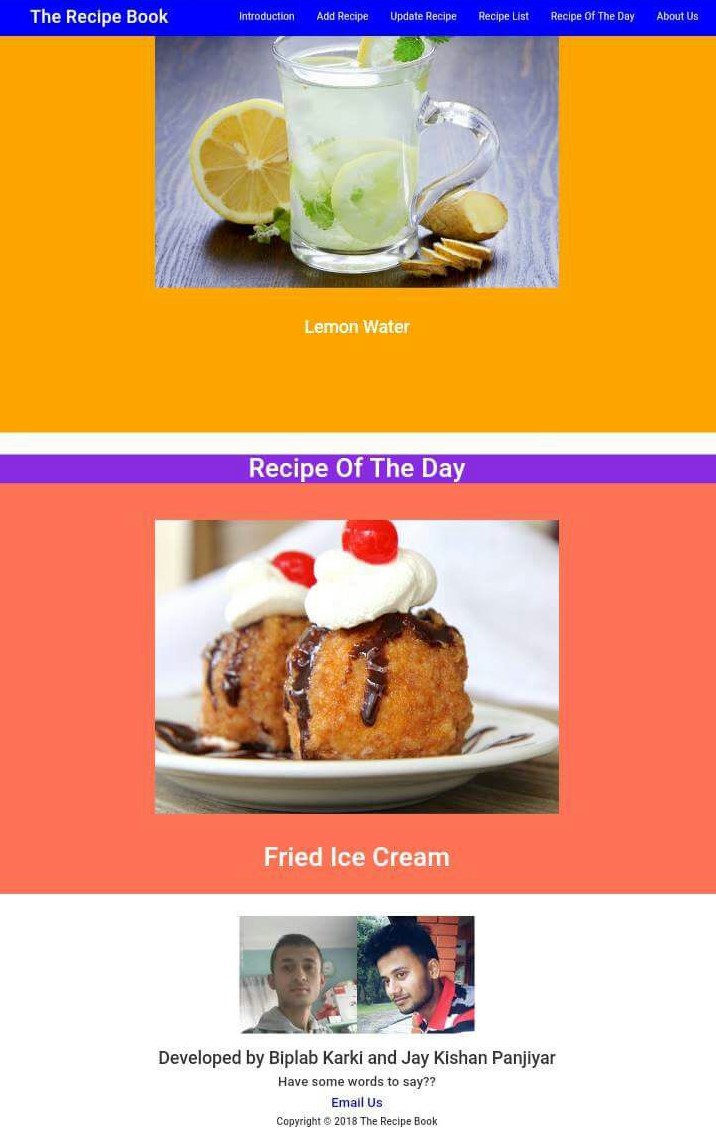 The Recipe Book Introduction Add Recipe Update Recipe Recipe List Recipe Of The Day About Us
Lemon Water
Recipe Of The Day
Fried Ice Cream
Developed by Biplab Karki and Jay Kishan Panjiyar
Have some words to say??
Email Us
Copyright © 2018 The Recipe Book